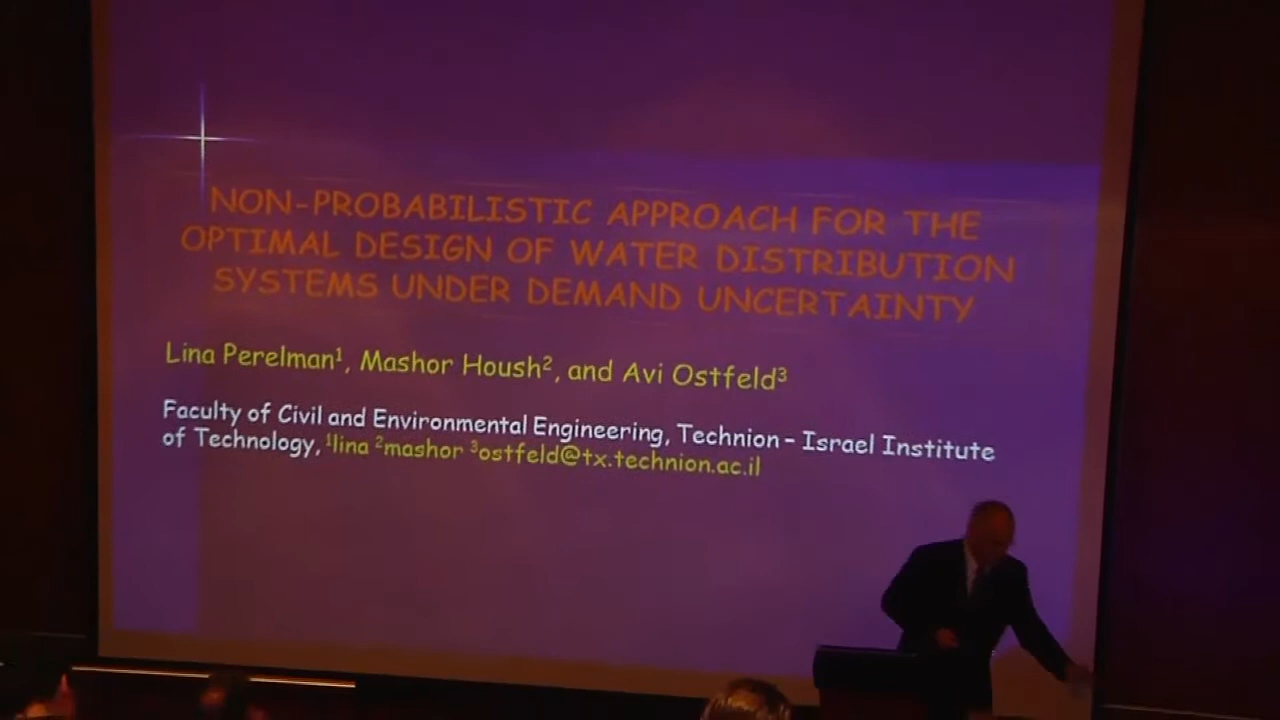 NON-PROBABILISTIC APPROACH FOR THE
OPTIMAL DESIGN OF WATER DISTRIBUTION
SYSTEMS UNDER DEMAND UNCERTAINTY
Lina Perelman¹, Mashor Housh², and Avi Ostfeld³
Faculty of Civil and Environmental Engineering, Technion – Israel Institute
of Technology, ¹lina ²mashor ³ostfeld@tx.technion.ac.il